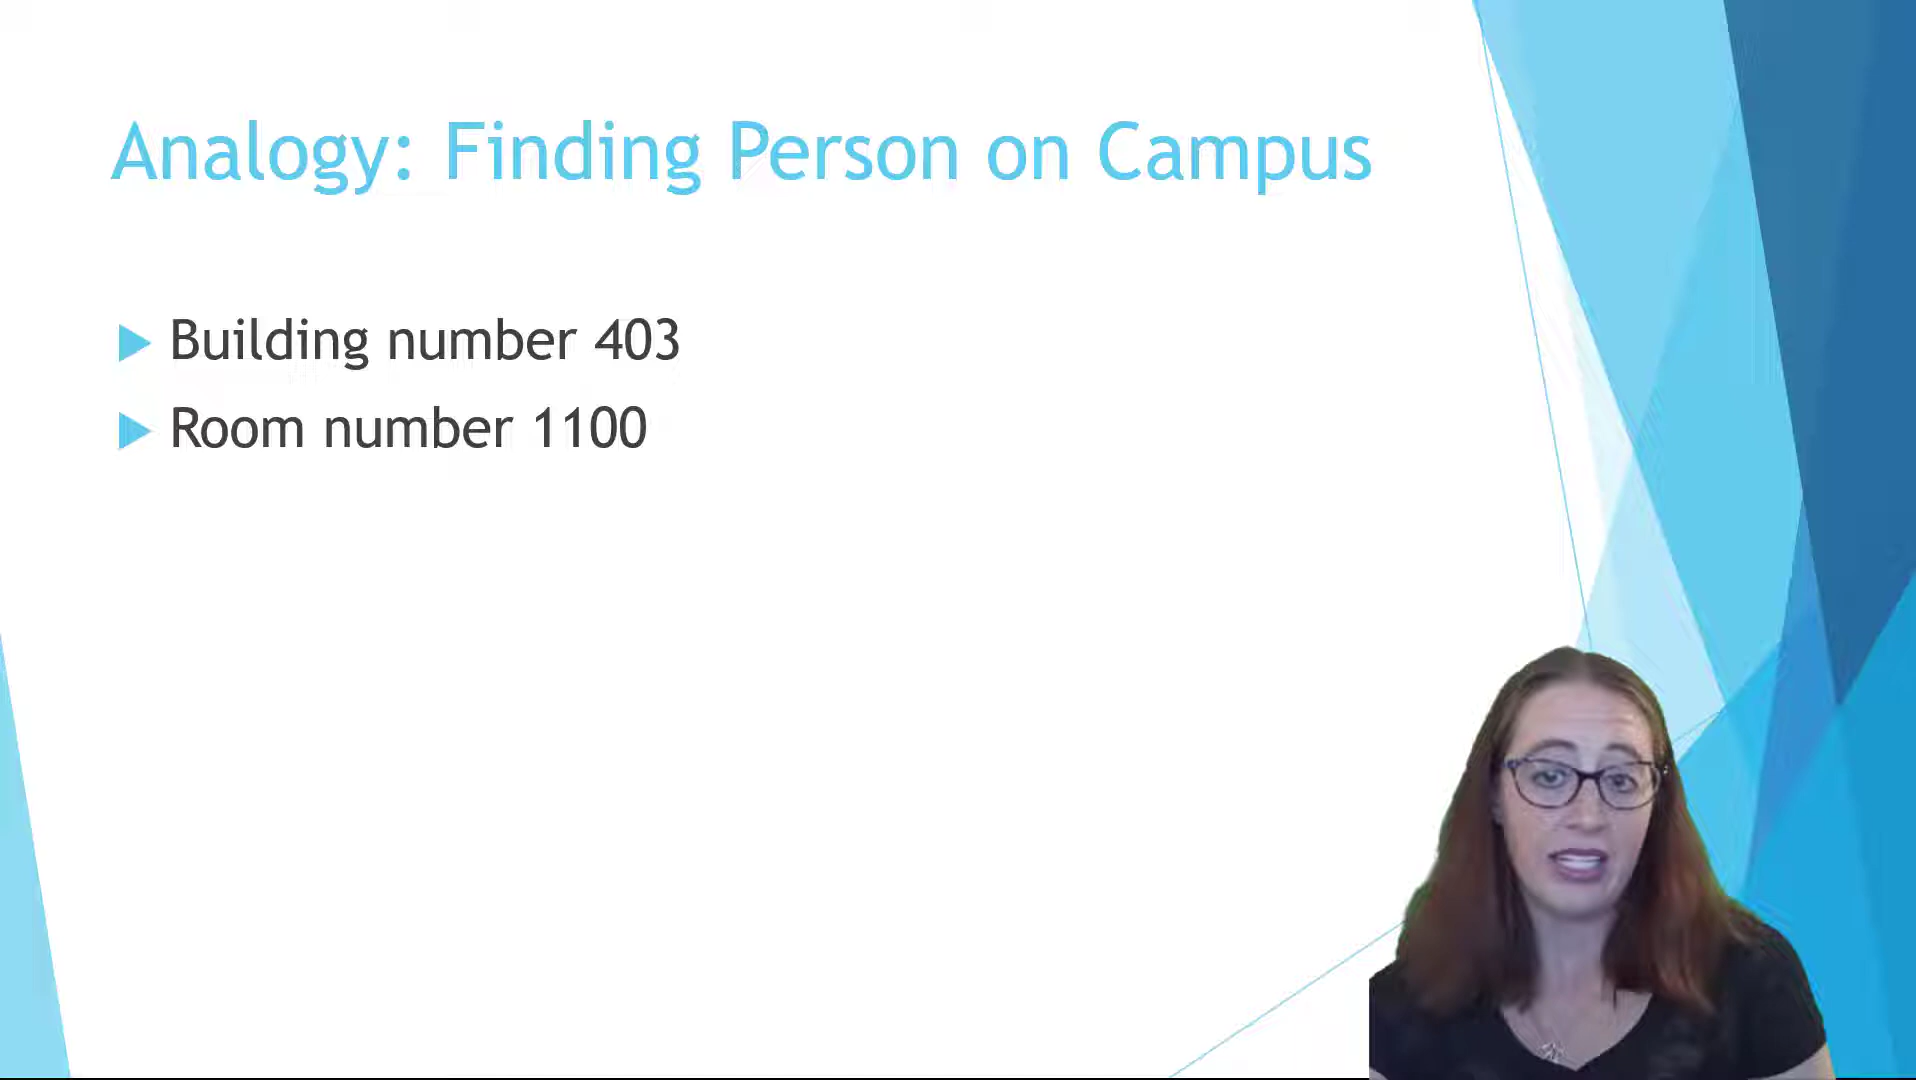 Analogy: Finding Person on Campus
Building number 403
Room number 1100